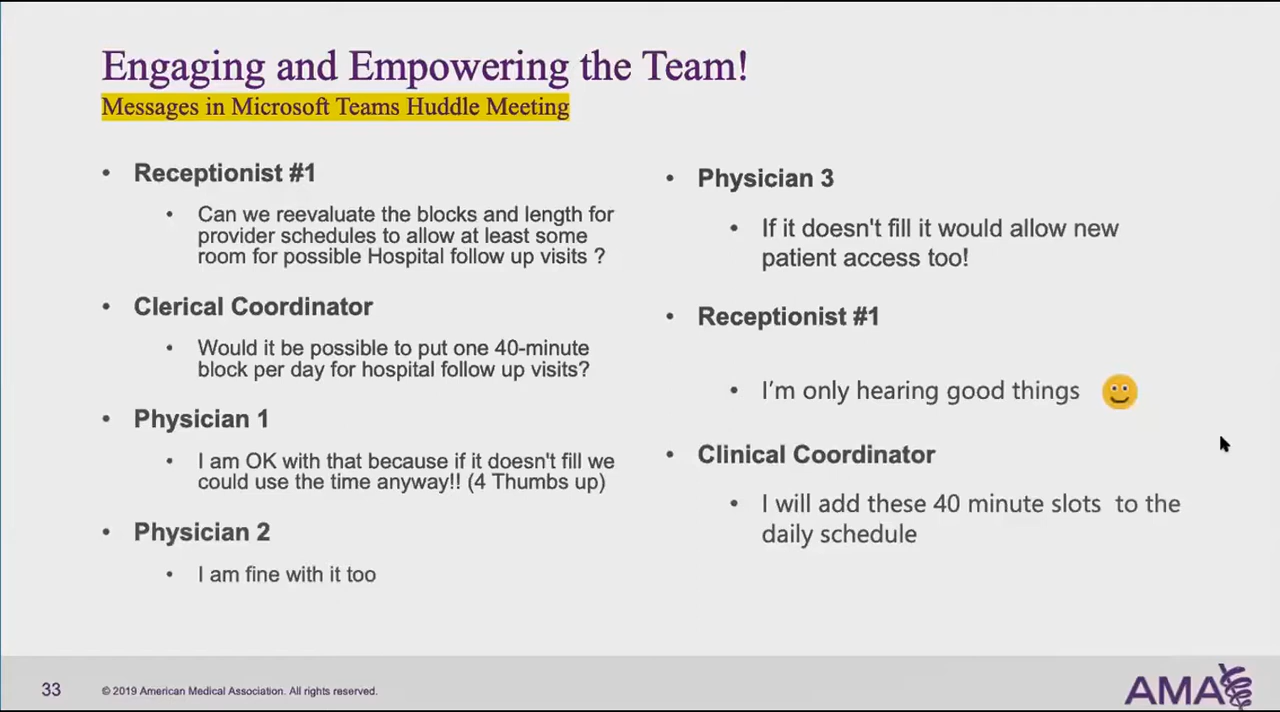 Engaging and Empowering the Team!
Messages in Microsoft Teams Huddle Meeting
• Receptionist #1
• Can we reevaluate the blocks and length for
provider schedules to allow at least some
room for possible Hospital follow up visits ?
• Clerical Coordinator
• Would it be possible to put one 40-minute
block per day for hospital follow up visits?
• Physician 1
• I am OK with that because if it doesn't fill we
could use the time anyway!! (4 Thumbs up)
• Physician 2
• I am fine with it too
• Physician 3
• If it doesn't fill it would allow new
patient access too!
• Receptionist #1
• I’m only hearing good things
• Clinical Coordinator
• I will add these 40 minute slots  to the
daily schedule
33
© 2019 American Medical Association. All rights reserved.
AMA